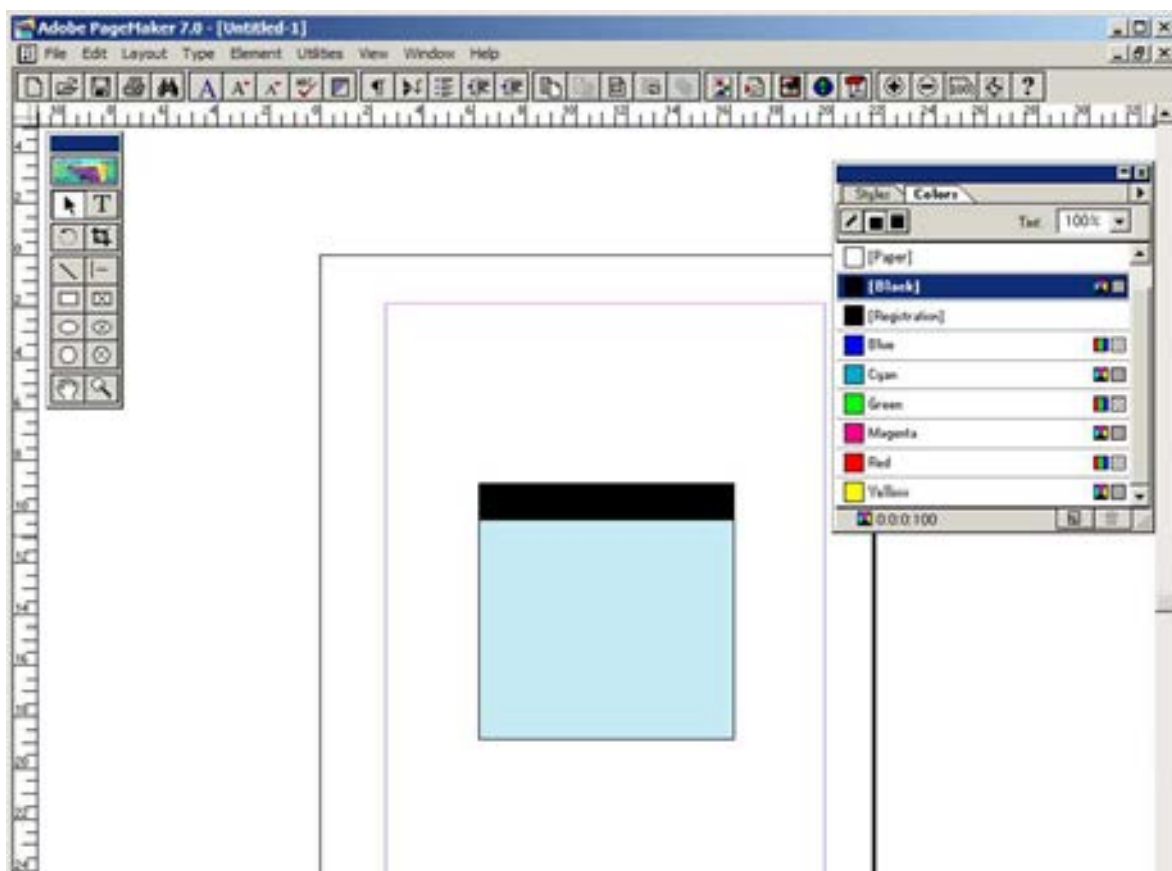 Adobe PageMaker 7.0 - [Untitled-1]
File Edit Layout Type Element Utilities View Window Help
T
Styles Colors
Tint: 100%
[Paper]
[Black]
[Registration]
Blue
Cyan
Green
Magenta
Red
Yellow
0:0:0:100